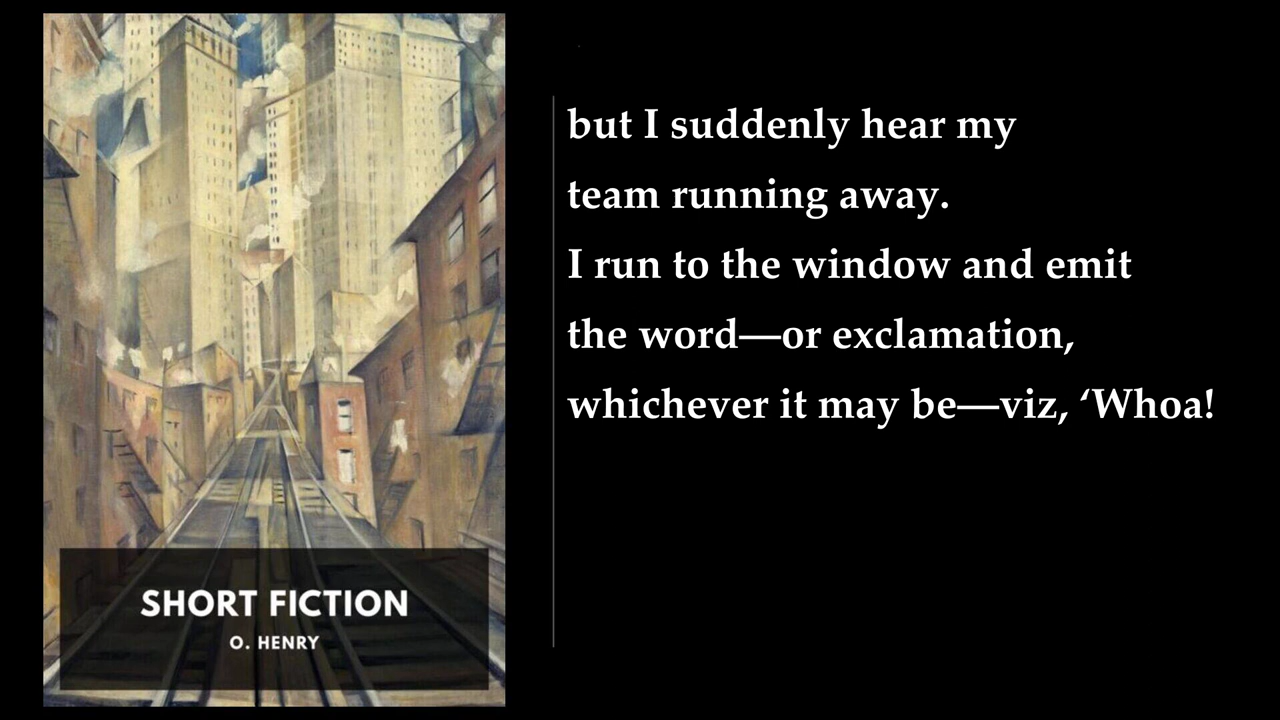 but I suddenly hear my
team running away.
I run to the window and emit
the word—or exclamation,
whichever it may be—viz, ‘Whoa!
SHORT FICTION
O. HENRY